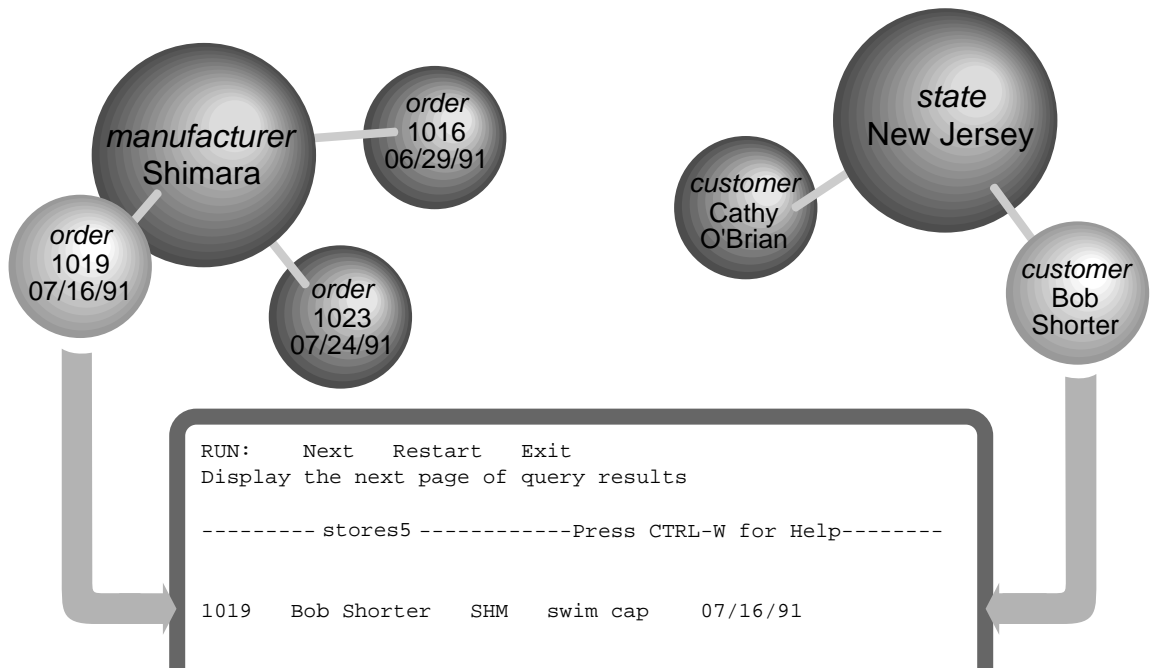 manufacturer
Shimara
order
1016
06/29/91
order
1019
07/16/91
order
1023
07/24/91
state
New Jersey
customer
Cathy
O'Brian
customer
Bob
Shorter
RUN: Next Restart Exit
Display the next page of query results
--------- stores5 ------------Press CTRL-W for Help--------
1019 Bob Shorter SHM swim cap 07/16/91